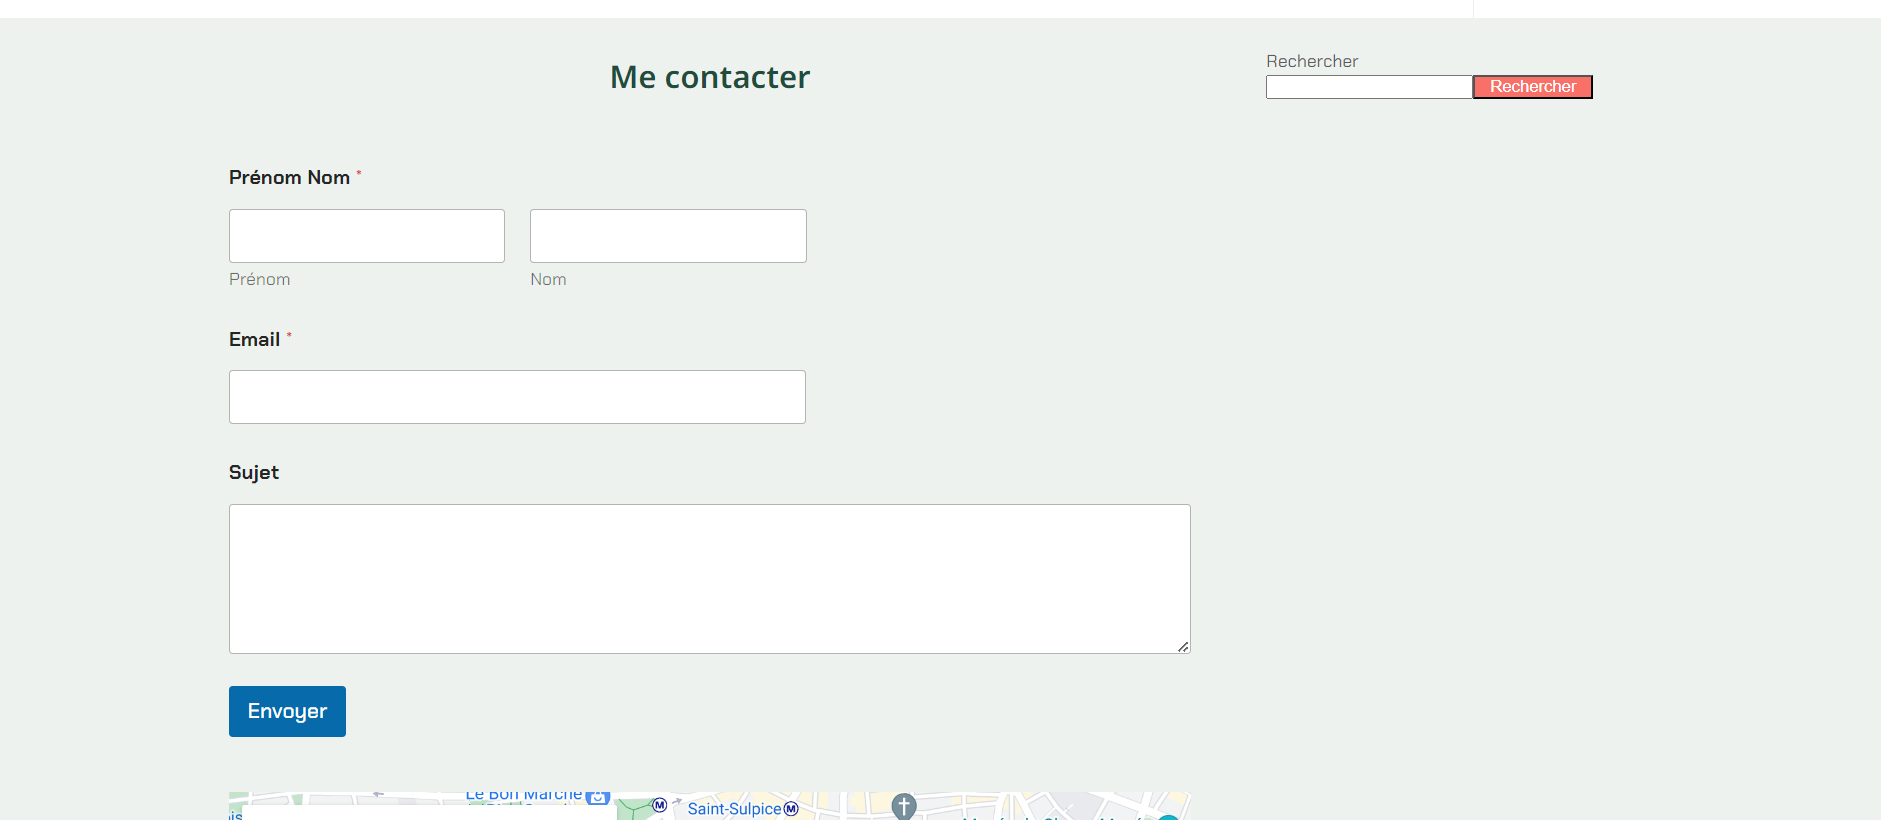 Me contacter
Rechercher
Rechercher
Prénom Nom *
Prénom
Nom
Email *
Sujet
Envoyer
Le Bon Marché
Saint-Sulpice
M
M